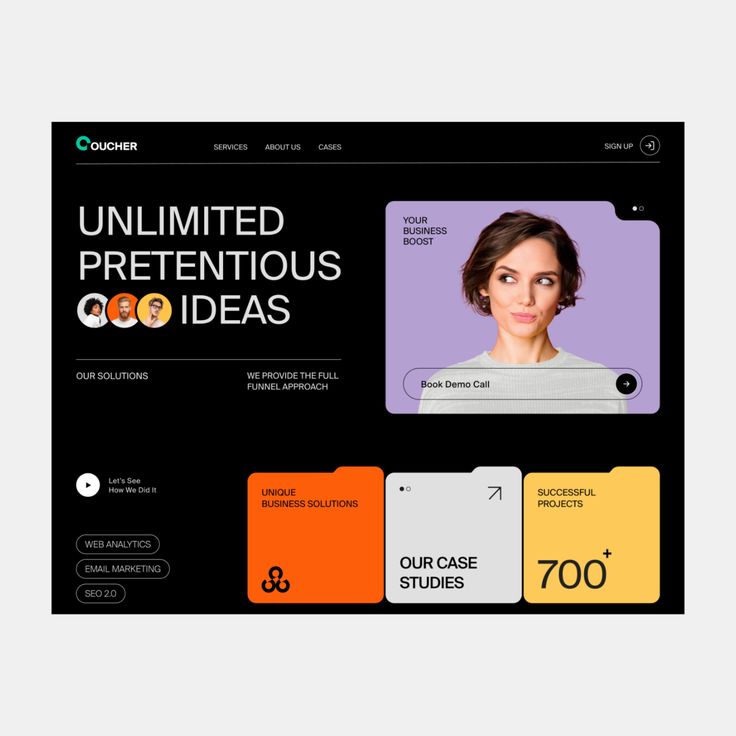 COUCHER
SERVICES
ABOUT US
CASES
SIGN UP
UNLIMITED
PRETENTIOUS
IDEAS
YOUR
BUSINESS
BOOST
Book Demo Call
OUR SOLUTIONS
WE PROVIDE THE FULL
FUNNEL APPROACH
Let's See
How We Did It
WEB ANALYTICS
EMAIL MARKETING
SEO 2.0
UNIQUE
BUSINESS SOLUTIONS
OUR CASE
STUDIES
SUCCESSFUL
PROJECTS
700+